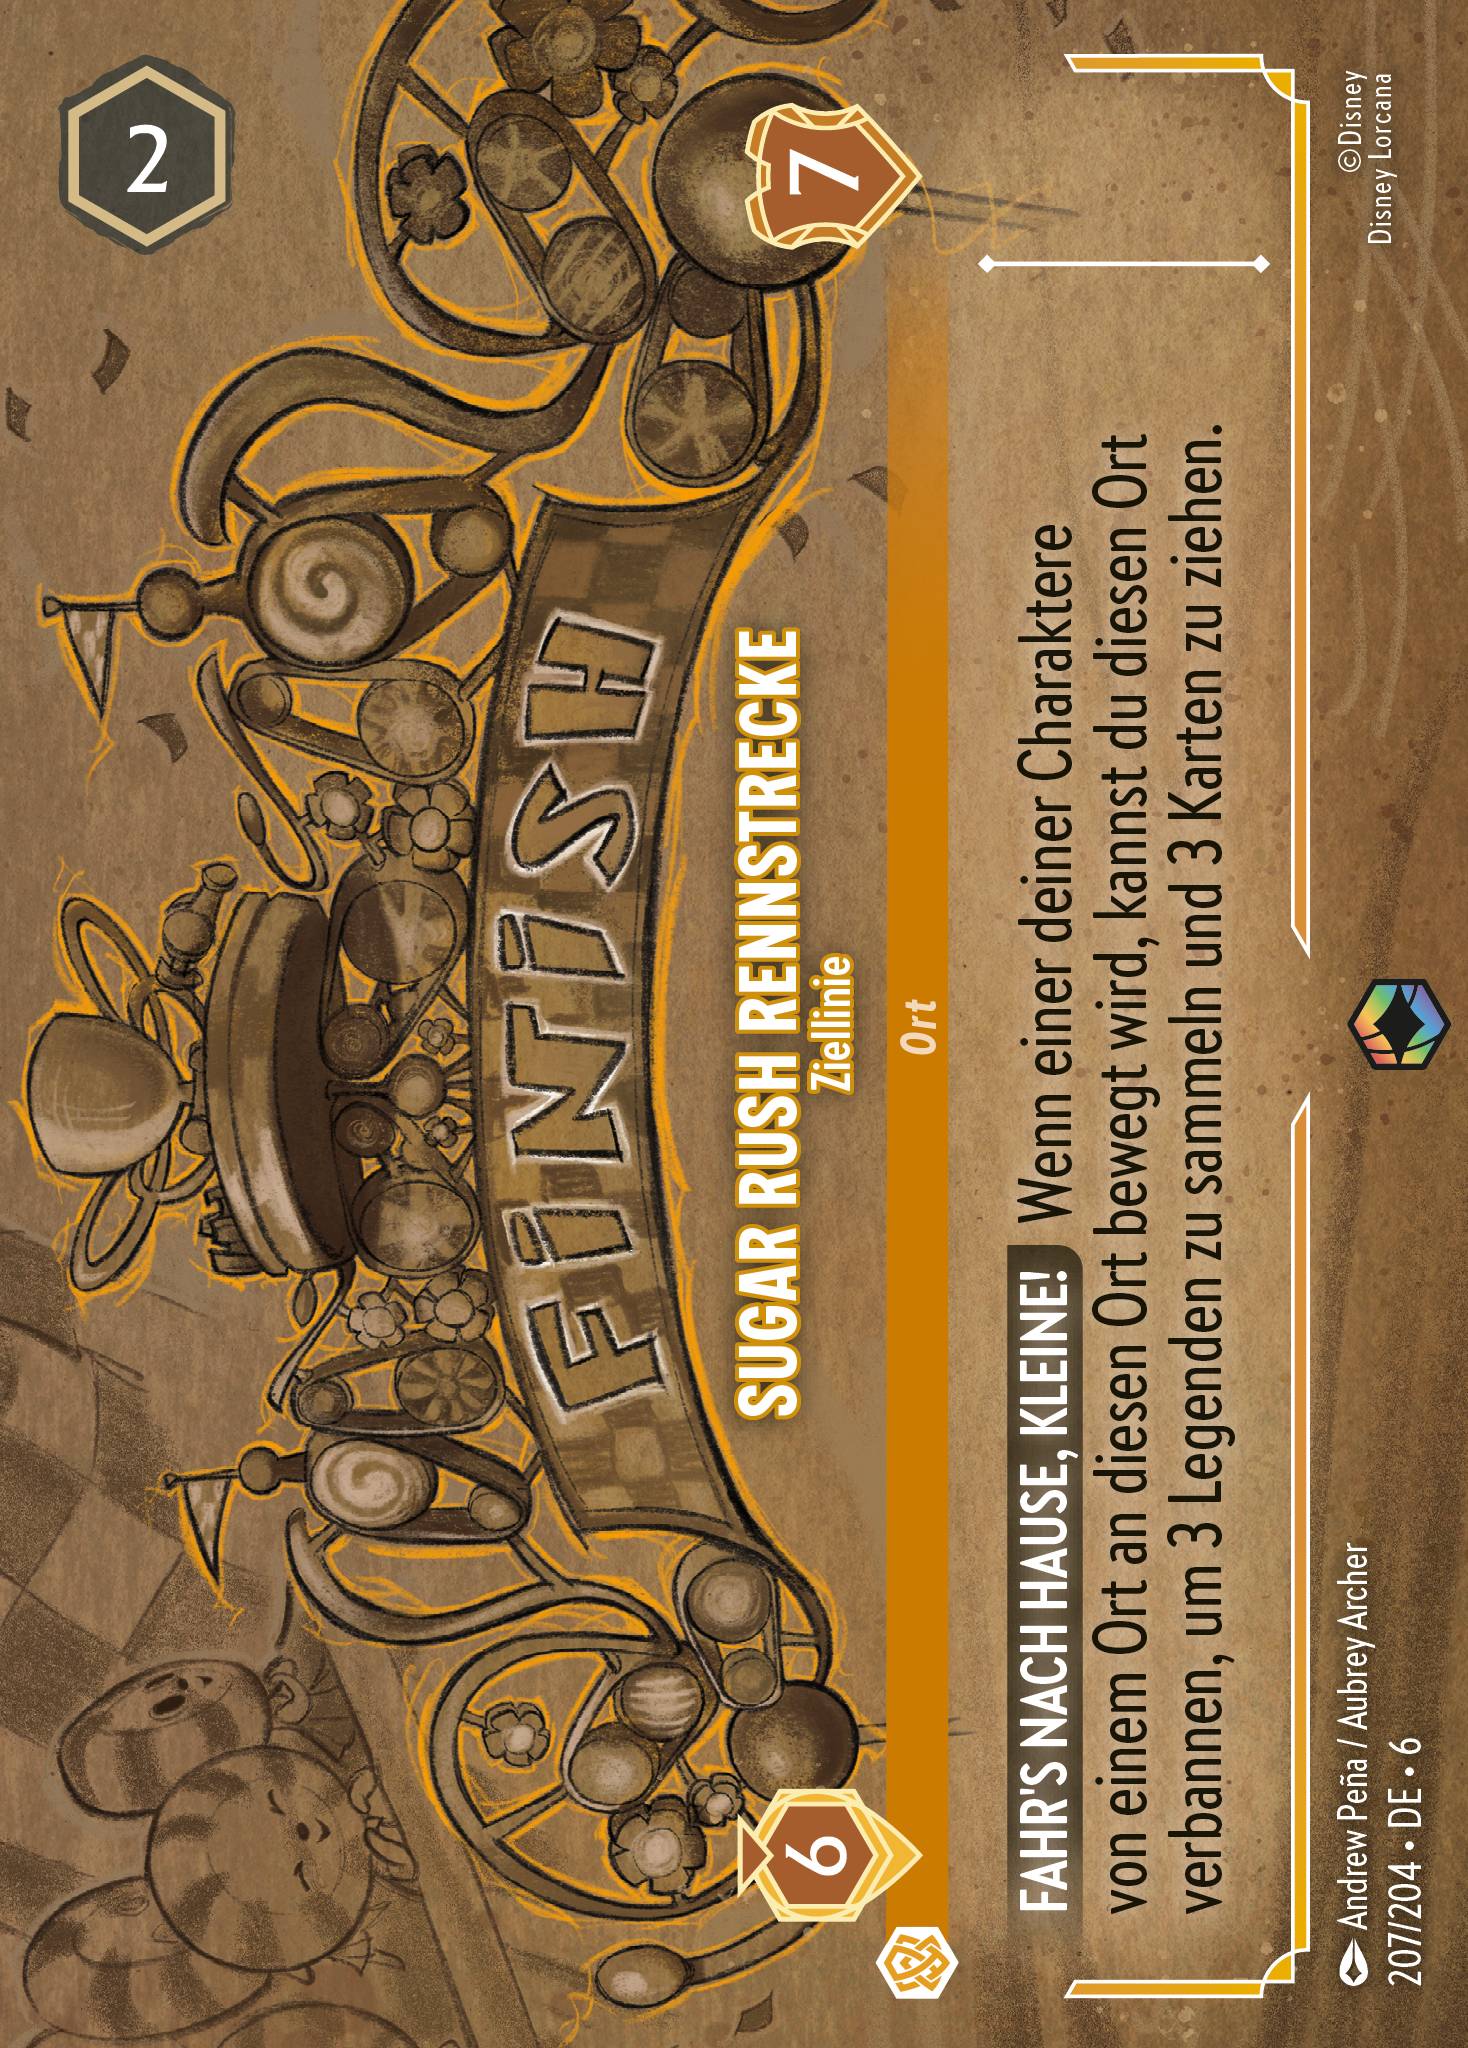 2
FiNiSH
7
SUGAR RUSH RENNSTRECKE
Ziellinie
6
Ort
FAHR'S NACH HAUSE, KLEINE! Wenn einer deiner Charaktere
von einem Ort an diesen Ort bewegt wird, kannst du diesen Ort
verbannen, um 3 Legenden zu sammeln und 3 Karten zu ziehen.
Andrew Peña / Aubrey Archer
207/204 • DE • 6
©Disney
Disney Lorcana